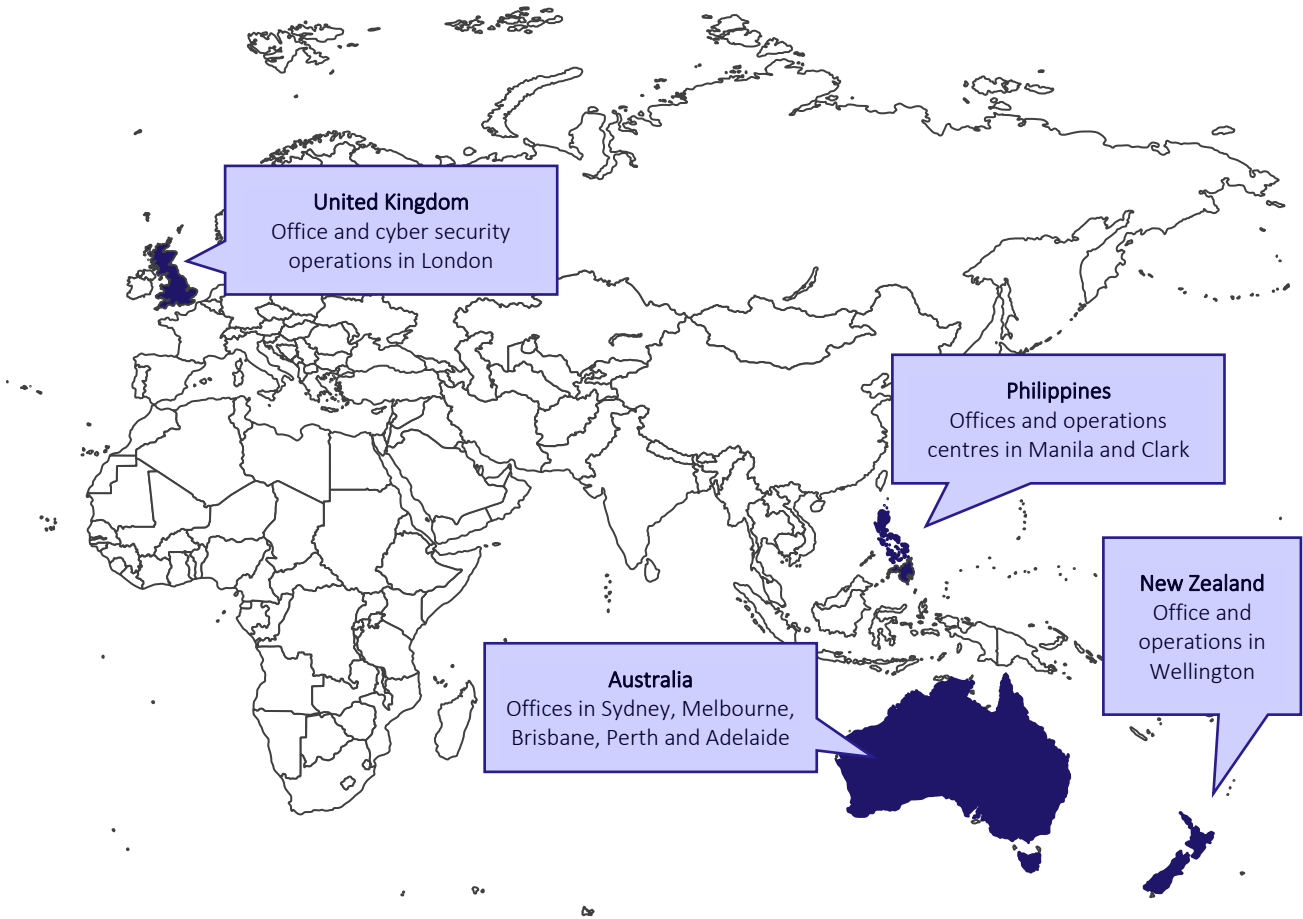 United Kingdom
Office and cyber security
operations in London
Philippines
Offices and operations
centres in Manila and Clark
New Zealand
Office and
operations in
Wellington
Australia
Offices in Sydney, Melbourne,
Brisbane, Perth and Adelaide